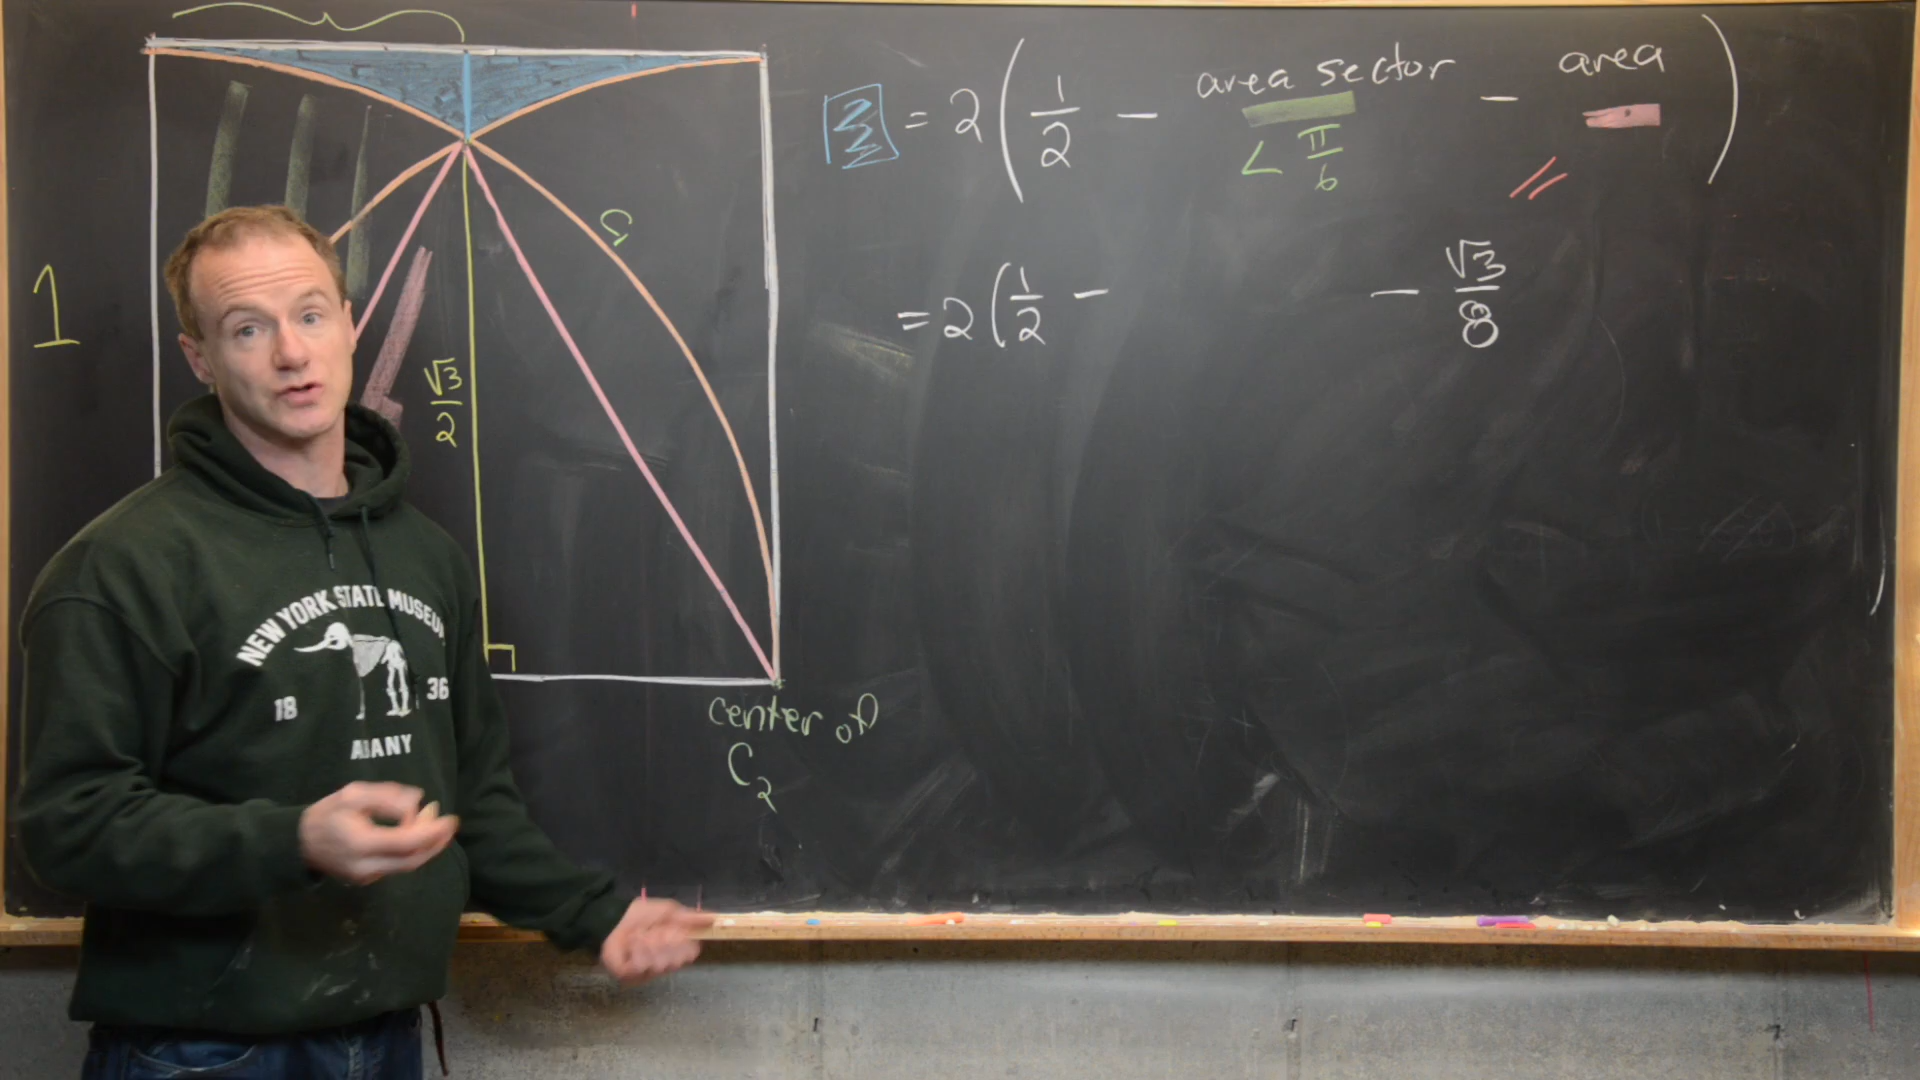 = 2 ( 1/2 - area sector - area )
< π/6
= 2 ( 1/2 - - √3/8
1
√3/2
center of
C2
NEW YORK STATE MUSEUM
18 36
ALBANY